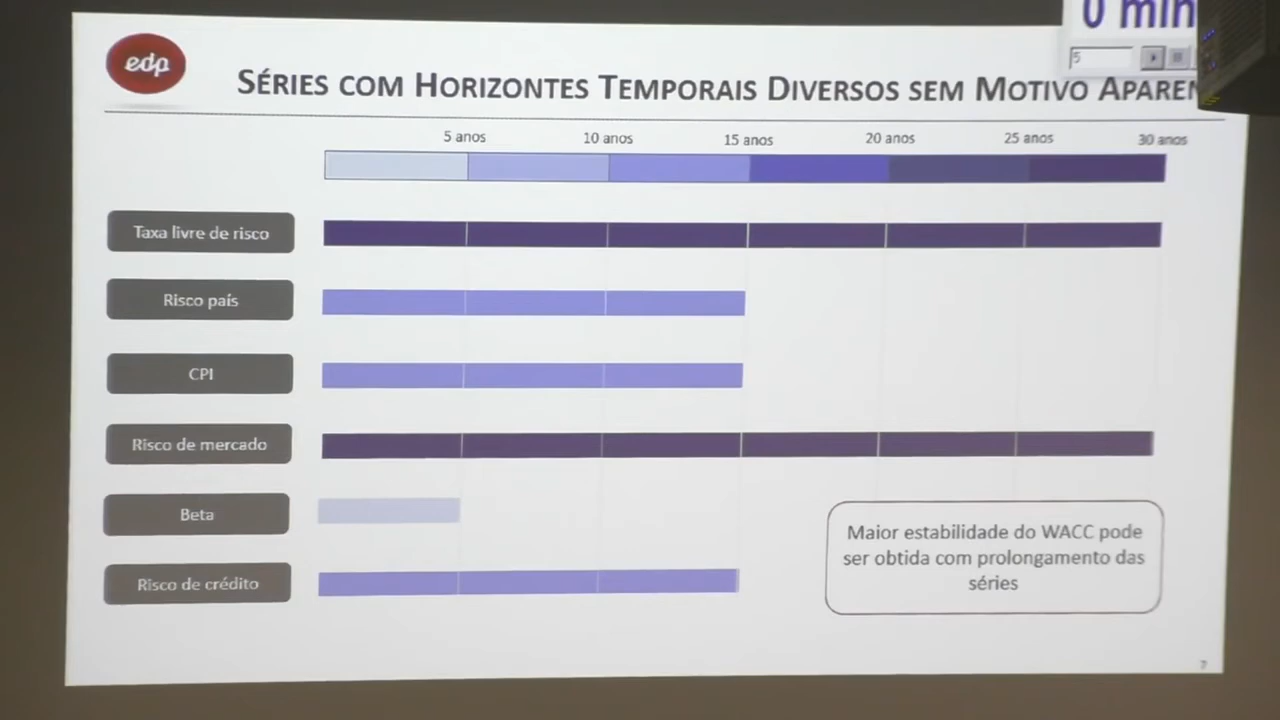 0 min
5
edp
SÉRIES COM HORIZONTES TEMPORAIS DIVERSOS SEM MOTIVO APAREN
5 anos 10 anos 15 anos 20 anos 25 anos 30 anos
Taxa livre de risco
Risco país
CPI
Risco de mercado
Beta
Risco de crédito
Maior estabilidade do WACC pode
ser obtida com prolongamento das
séries
7